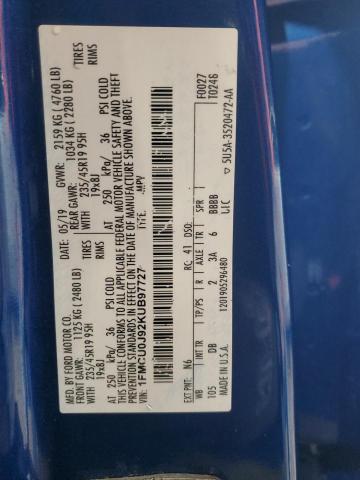 MFD. BY FORD MOTOR CO.
05/19
GVWR: 2159 KG ( 4760 LB)
FRONT GAWR: 1125 KG ( 2480 LB)
REAR GAWR: 1034 KG ( 2280 LB)
WITH 235/45R19 95H TIRES
WITH 235/45R19 95H TIRES
19x8J RIMS
19x8J RIMS
AT 250 kPa/ 36 PSI COLD
AT 250 kPa/ 36 PSI COLD
THIS VEHICLE CONFORMS TO ALL APPLICABLE FEDERAL MOTOR VEHICLE SAFETY AND THEFT
PREVENTION STANDARDS IN EFFECT ON THE DATE OF MANUFACTURE SHOWN ABOVE.
VIN: 1FMCU0J92KUB97727
TYPE: MPV
F0027
T0248
EXT PNT: N6
RC: 41
DSO:
WB
INT TR
TP/PS
R
AXLE
TR
SPR
105
DB
2
3A
6
BBBB
UIC
MADE IN U.S.A.
1201905296480
5U5A-3520472-AA